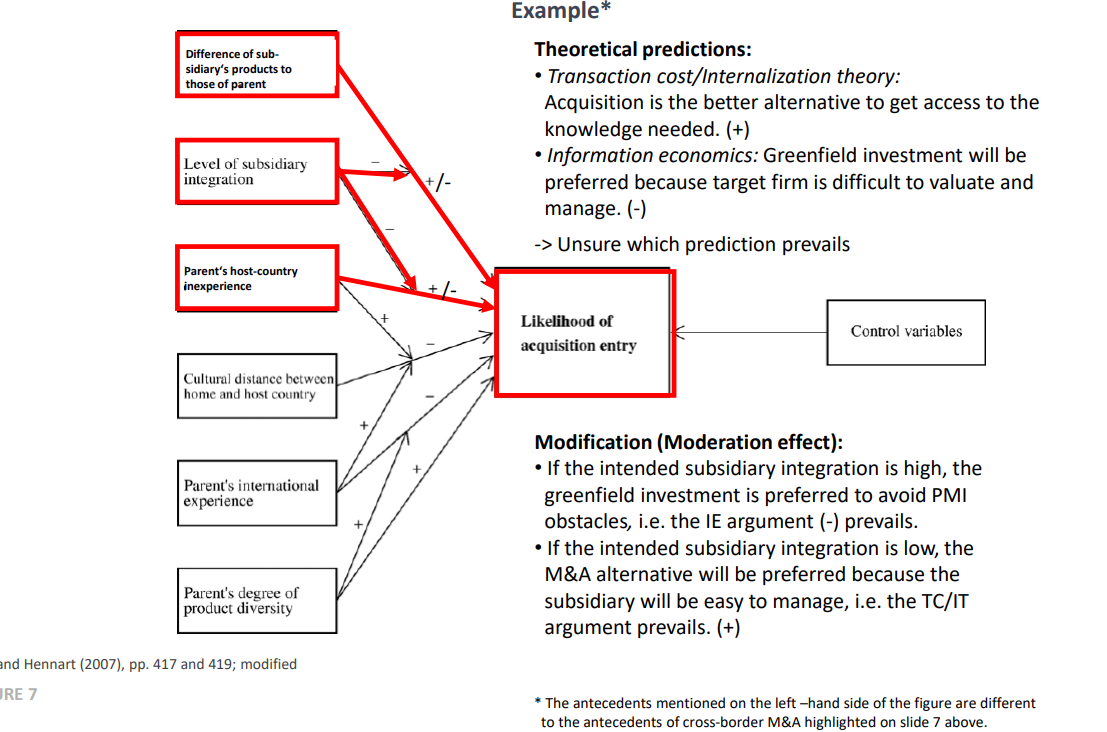 Example*
Difference of sub-
sidiary's products to
those of parent
Level of subsidiary
integration
Parent's host-country
inexperience
Cultural distance between
home and host country
Parent's international
experience
Parent's degree of
product diversity
−
+/-
−
+/-
+
−
+
−
+
+
Likelihood of
acquisition entry
Control variables
Theoretical predictions:
• Transaction cost/Internalization theory:
Acquisition is the better alternative to get access to the
knowledge needed. (+)
• Information economics: Greenfield investment will be
preferred because target firm is difficult to valuate and
manage. (-)
-> Unsure which prediction prevails
Modification (Moderation effect):
• If the intended subsidiary integration is high, the
greenfield investment is preferred to avoid PMI
obstacles, i.e. the IE argument (-) prevails.
• If the intended subsidiary integration is low, the
M&A alternative will be preferred because the
subsidiary will be easy to manage, i.e. the TC/IT
argument prevails. (+)
and Hennart (2007), pp. 417 and 419; modified
URE 7
* The antecedents mentioned on the left –hand side of the figure are different
to the antecedents of cross-border M&A highlighted on slide 7 above.